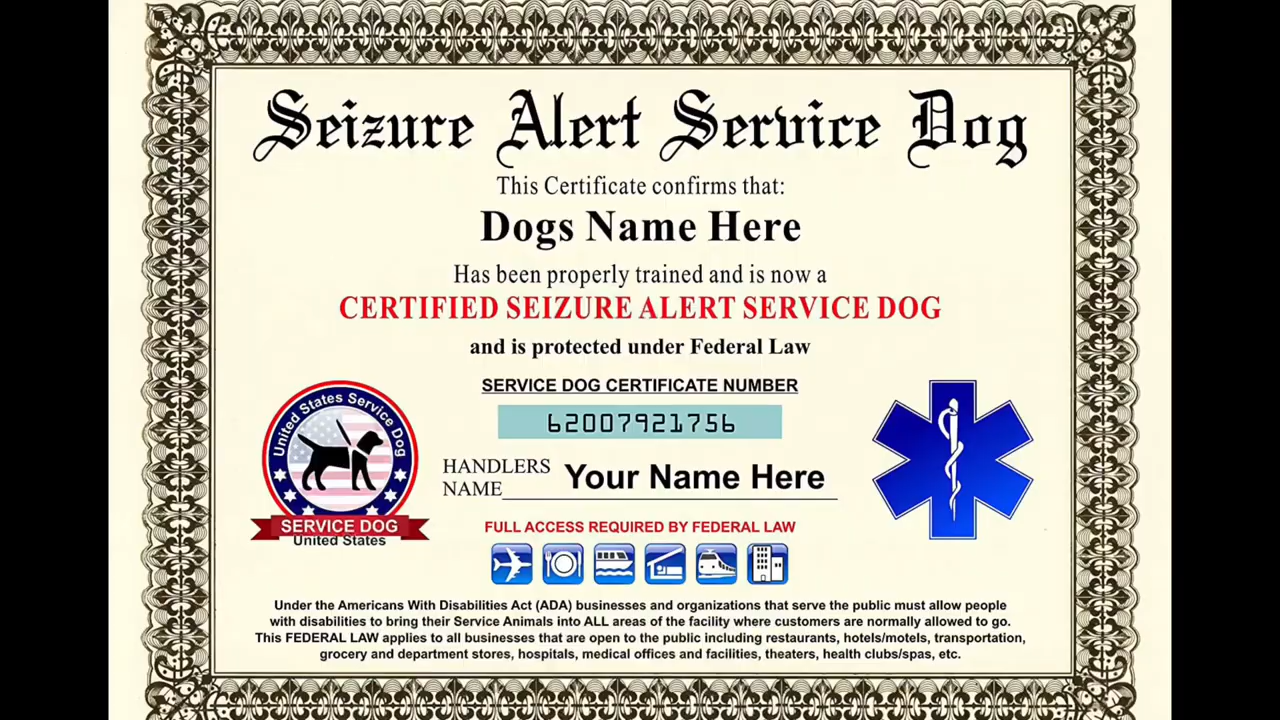 Seizure Alert Service Dog
This Certificate confirms that:
Dogs Name Here
Has been properly trained and is now a
CERTIFIED SEIZURE ALERT SERVICE DOG
and is protected under Federal Law
SERVICE DOG CERTIFICATE NUMBER
62007921756
HANDLERS NAME Your Name Here
United States Service Dog
SERVICE DOG
United States
FULL ACCESS REQUIRED BY FEDERAL LAW
Under the Americans With Disabilities Act (ADA) businesses and organizations that serve the public must allow people
with disabilities to bring their Service Animals into ALL areas of the facility where customers are normally allowed to go.
This FEDERAL LAW applies to all businesses that are open to the public including restaurants, hotels/motels, transportation,
grocery and department stores, hospitals, medical offices and facilities, theaters, health clubs/spas, etc.